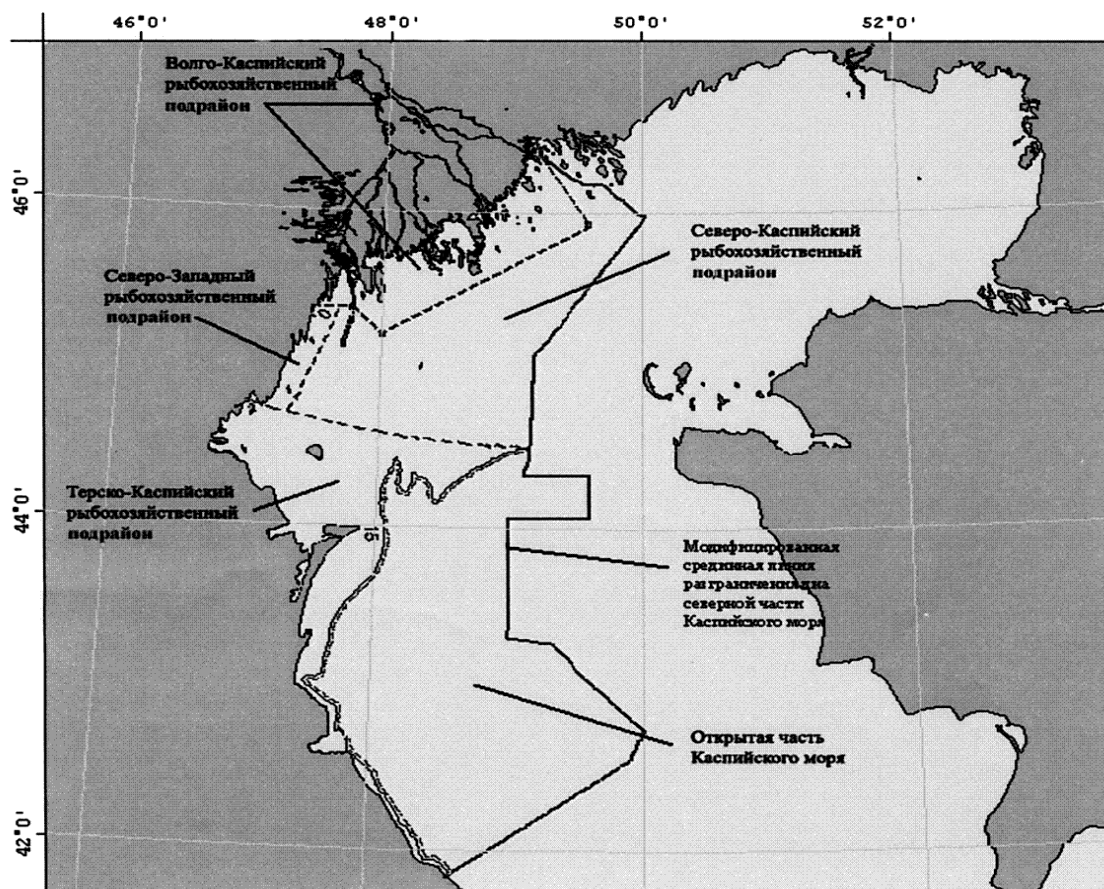 46°0'
48°0'
50°0'
52°0'
Волго-Каспийский
рыбохозяйственный
подрайон
46°0'
Северо-Каспийский
рыбохозяйственный
подрайон
Северо-Западный
рыбохозяйственный
подрайон
Терско-Каспийский
рыбохозяйственный
подрайон
44°0'
15
Модифицированная
срединная линия
разграничения дна
северной части
Каспийского моря
Открытая часть
Каспийского моря
42°0'